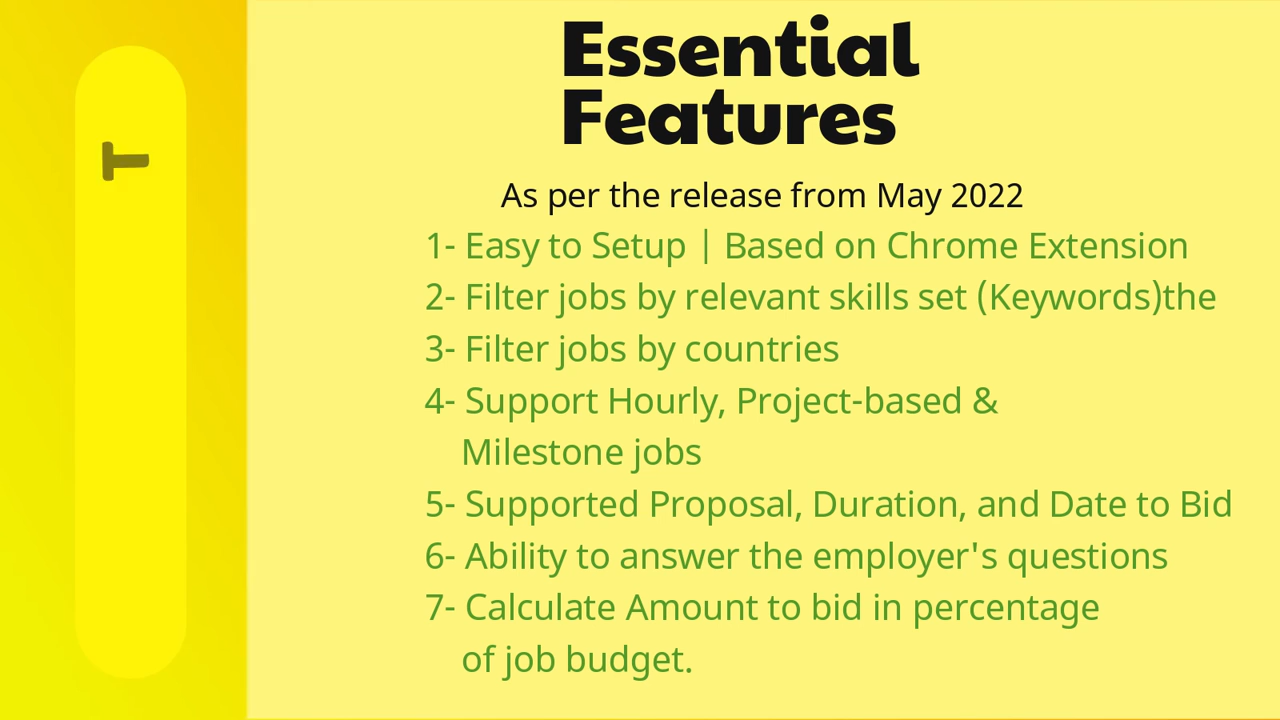 T
Essential
Features
As per the release from May 2022
1- Easy to Setup | Based on Chrome Extension
2- Filter jobs by relevant skills set (Keywords)the
3- Filter jobs by countries
4- Support Hourly, Project-based &
Milestone jobs
5- Supported Proposal, Duration, and Date to Bid
6- Ability to answer the employer's questions
7- Calculate Amount to bid in percentage
of job budget.